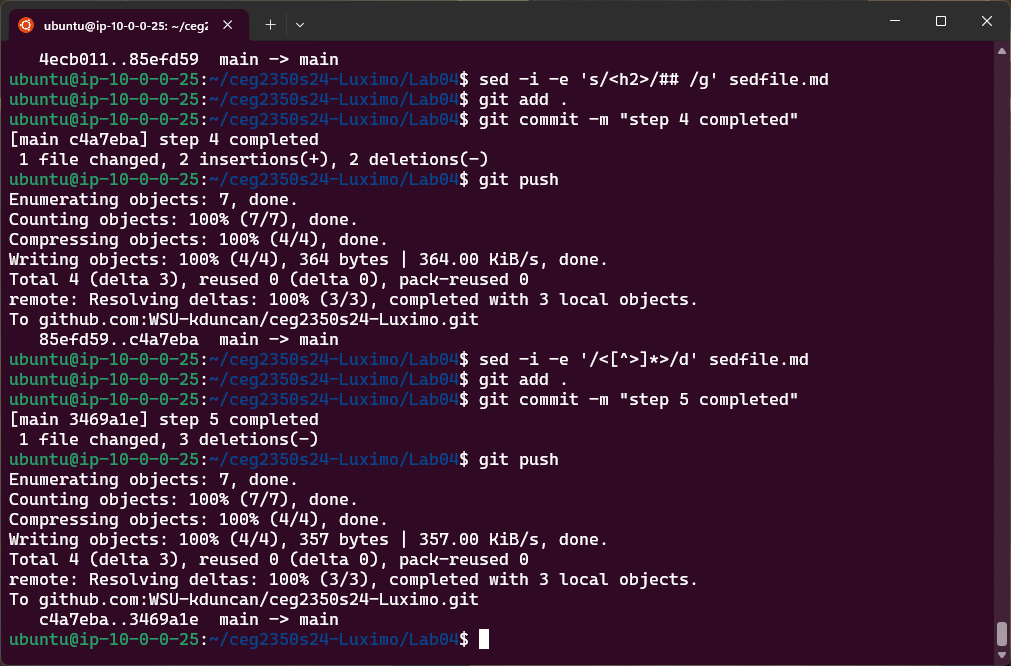 ubuntu@ip-10-0-0-25: ~/ceg2
4ecb011..85efd59  main -> main
ubuntu@ip-10-0-0-25:~/ceg2350s24-Luximo/Lab04$ sed -i -e 's/<h2>/## /g' sedfile.md
ubuntu@ip-10-0-0-25:~/ceg2350s24-Luximo/Lab04$ git add .
ubuntu@ip-10-0-0-25:~/ceg2350s24-Luximo/Lab04$ git commit -m "step 4 completed"
[main c4a7eba] step 4 completed
 1 file changed, 2 insertions(+), 2 deletions(-)
ubuntu@ip-10-0-0-25:~/ceg2350s24-Luximo/Lab04$ git push
Enumerating objects: 7, done.
Counting objects: 100% (7/7), done.
Compressing objects: 100% (4/4), done.
Writing objects: 100% (4/4), 364 bytes | 364.00 KiB/s, done.
Total 4 (delta 3), reused 0 (delta 0), pack-reused 0
remote: Resolving deltas: 100% (3/3), completed with 3 local objects.
To github.com:WSU-kduncan/ceg2350s24-Luximo.git
   85efd59..c4a7eba  main -> main
ubuntu@ip-10-0-0-25:~/ceg2350s24-Luximo/Lab04$ sed -i -e '/<[^>]*>/d' sedfile.md
ubuntu@ip-10-0-0-25:~/ceg2350s24-Luximo/Lab04$ git add .
ubuntu@ip-10-0-0-25:~/ceg2350s24-Luximo/Lab04$ git commit -m "step 5 completed"
[main 3469a1e] step 5 completed
 1 file changed, 3 deletions(-)
ubuntu@ip-10-0-0-25:~/ceg2350s24-Luximo/Lab04$ git push
Enumerating objects: 7, done.
Counting objects: 100% (7/7), done.
Compressing objects: 100% (4/4), done.
Writing objects: 100% (4/4), 357 bytes | 357.00 KiB/s, done.
Total 4 (delta 3), reused 0 (delta 0), pack-reused 0
remote: Resolving deltas: 100% (3/3), completed with 3 local objects.
To github.com:WSU-kduncan/ceg2350s24-Luximo.git
   c4a7eba..3469a1e  main -> main
ubuntu@ip-10-0-0-25:~/ceg2350s24-Luximo/Lab04$